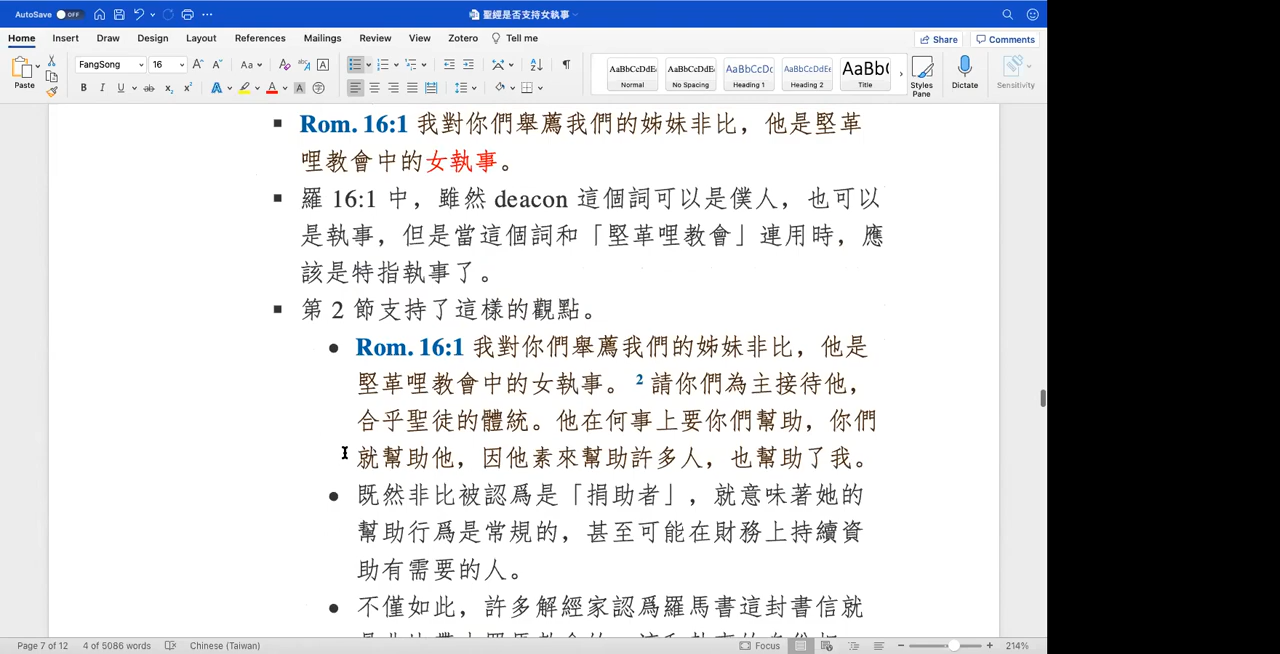 AutoSave OFF
聖經是否支持女執事
Home Insert Draw Design Layout References Mailings Review View Zotero Tell me
Share Comments
Paste
FangSong 16
AaBbCcDdEe AaBbCcDdEe AaBbCcDc AaBbCcDdEe AaBb(
Normal No Spacing Heading 1 Heading 2 Title
Styles Pane
Dictate
Sensitivity
▪ Rom. 16:1 我對你們舉薦我們的姊妹非比，他是堅革
哩教會中的女執事。
▪ 羅 16:1 中，雖然 deacon 這個詞可以是僕人，也可以
是執事，但是當這個詞和「堅革哩教會」連用時，應
該是特指執事了。
▪ 第 2 節支持了這樣的觀點。
● Rom. 16:1 我對你們舉薦我們的姊妹非比，他是
堅革哩教會中的女執事。 2 請你們為主接待他，
合乎聖徒的體統。他在何事上要你們幫助，你們
就幫助他，因他素來幫助許多人，也幫助了我。
● 既然非比被認爲是「捐助者」，就意味著她的
幫助行爲是常規的，甚至可能在財務上持續資
助有需要的人。
● 不僅如此，許多解經家認爲羅馬書這封書信就
Page 7 of 12 4 of 5086 words Chinese (Taiwan) Focus 214%